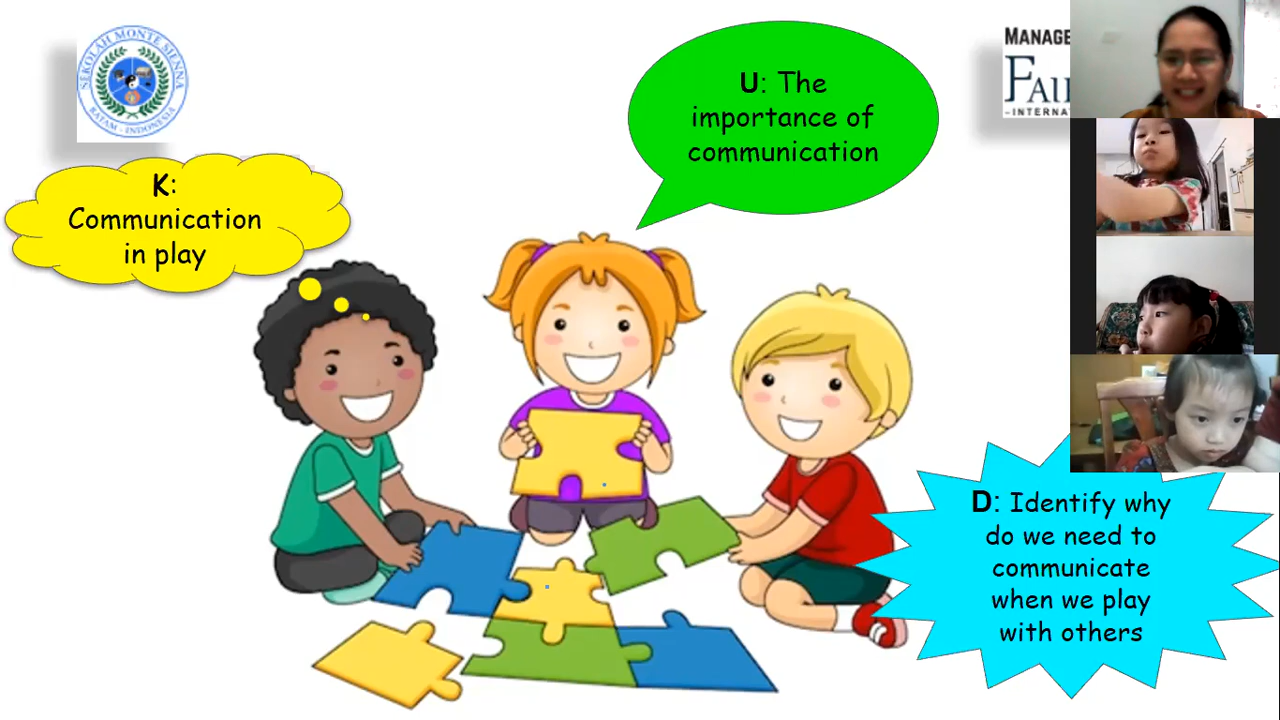 SEKOLAH MONTE SIENNA
BATAM - INDONESIA
K:
Communication
in play
U: The
importance of
communication
MANAGE
FAI
-INTERNA
D: Identify why
do we need to
communicate
when we play
with others